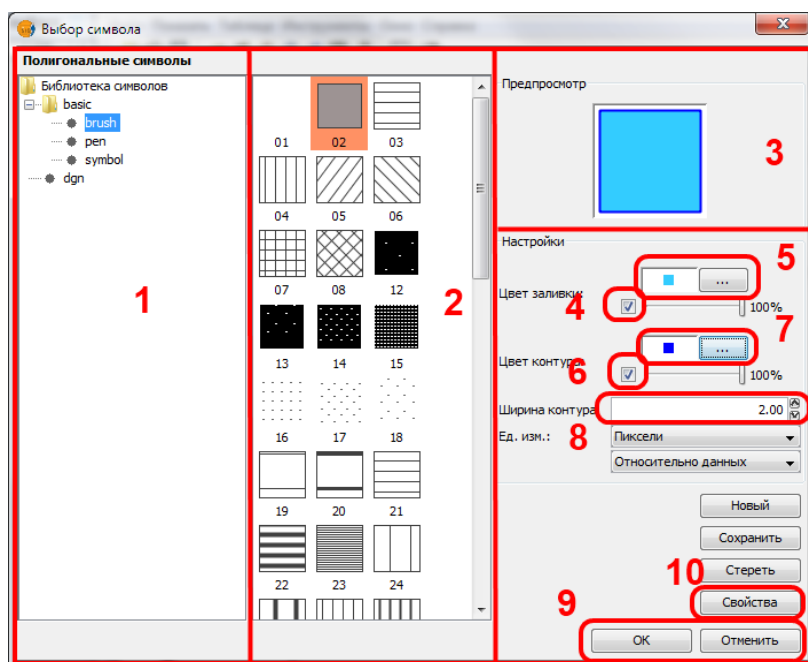 Выбор символа
Полигональные символы
Библиотека символов
basic
brush
pen
symbol
dgn
1
01 02 03
04 05 06
07 08 12
13 14 15
16 17 18
19 20 21
22 23 24
2
Предпросмотр
3
Настройки
5
...
Цвет заливки:
4
100%
7
...
Цвет контура
6
100%
Ширина контура
2.00
Ед. изм.:
8
Пиксели
Относительно данных
Новый
Сохранить
Стереть
10
Свойства
9
OK
Отменить